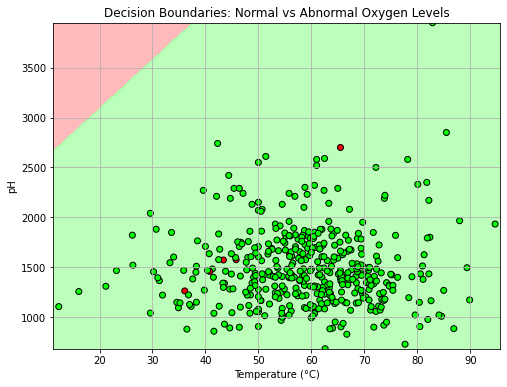 Decision Boundaries: Normal vs Abnormal Oxygen Levels
pH
3500
3000
2500
2000
1500
1000
20 30 40 50 60 70 80 90
Temperature (°C)